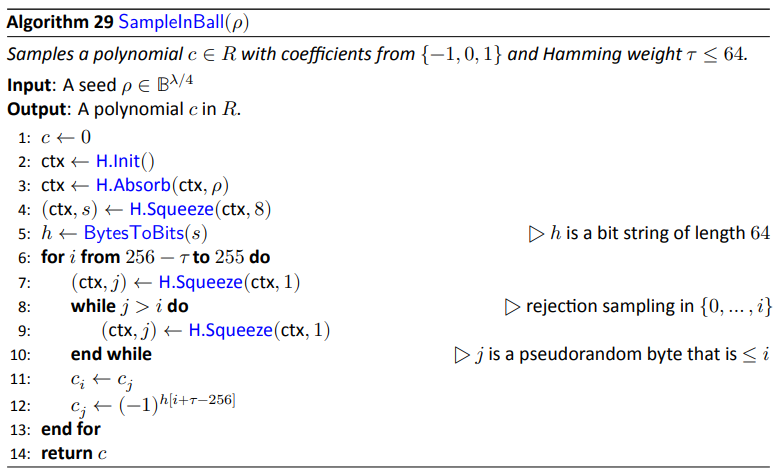 Algorithm 29 SampleInBall(ρ)
Samples a polynomial c ∈ R with coefficients from {−1, 0, 1} and Hamming weight τ ≤ 64.
Input: A seed ρ ∈ 𝔹^{λ/4}
Output: A polynomial c in R.
1: c ← 0
2: ctx ← H.Init()
3: ctx ← H.Absorb(ctx, ρ)
4: (ctx, s) ← H.Squeeze(ctx, 8)
5: h ← BytesToBits(s) ▷ h is a bit string of length 64
6: for i from 256 − τ to 255 do
7: (ctx, j) ← H.Squeeze(ctx, 1)
8: while j > i do ▷ rejection sampling in {0, … , i}
9: (ctx, j) ← H.Squeeze(ctx, 1)
10: end while ▷ j is a pseudorandom byte that is ≤ i
11: c_i ← c_j
12: c_j ← (−1)^{h[i+τ−256]}
13: end for
14: return c